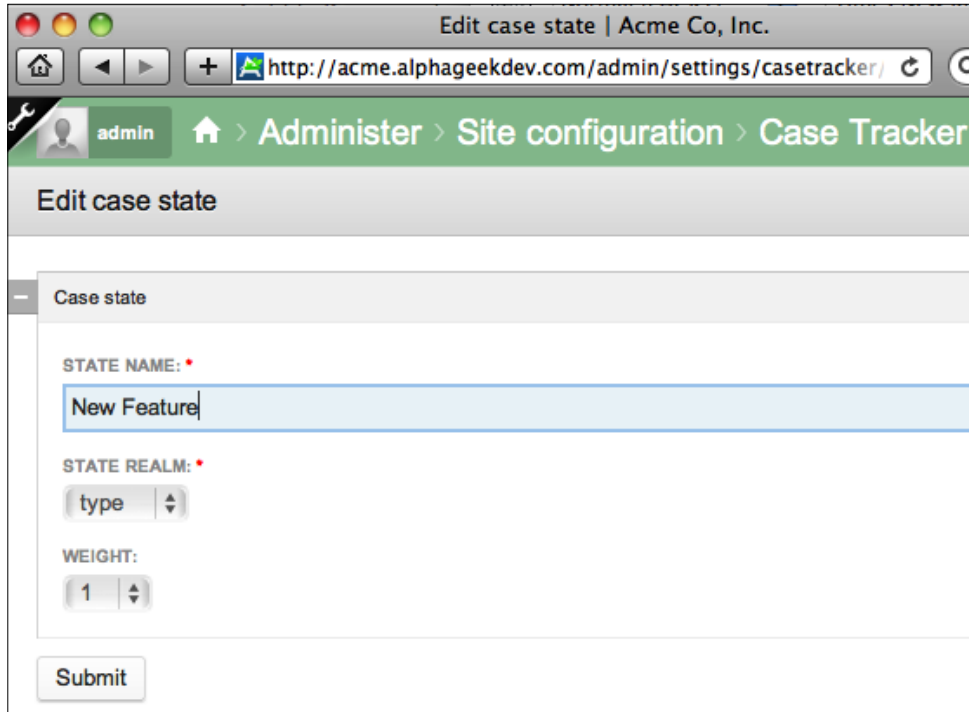 Edit case state | Acme Co, Inc.
http://acme.alphageekdev.com/admin/settings/casetracker/
admin Administer > Site configuration > Case Tracker
Edit case state
Case state
STATE NAME: *
New Feature
STATE REALM: *
type
WEIGHT:
1
Submit